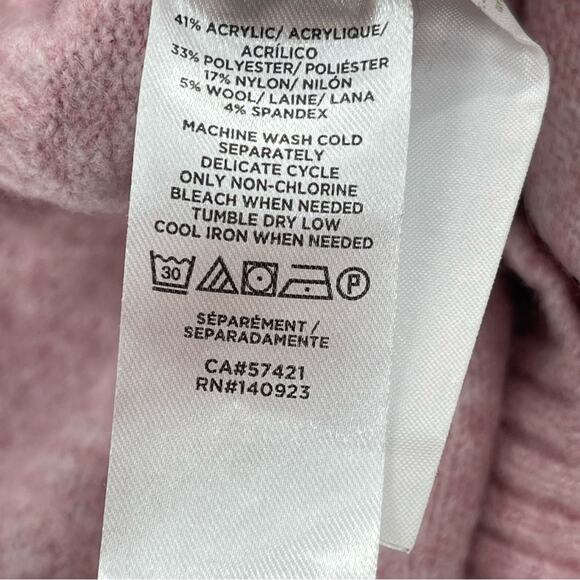 41% ACRYLIC/ ACRYLIQUE/
ACRÍLICO
33% POLYESTER/ POLIÉSTER
17% NYLON/ NILÓN
5% WOOL/ LAINE/ LANA
4% SPANDEX
MACHINE WASH COLD
SEPARATELY
DELICATE CYCLE
ONLY NON-CHLORINE
BLEACH WHEN NEEDED
TUMBLE DRY LOW
COOL IRON WHEN NEEDED
30 P
SÉPARÉMENT /
SEPARADAMENTE
CA#57421
RN#140923